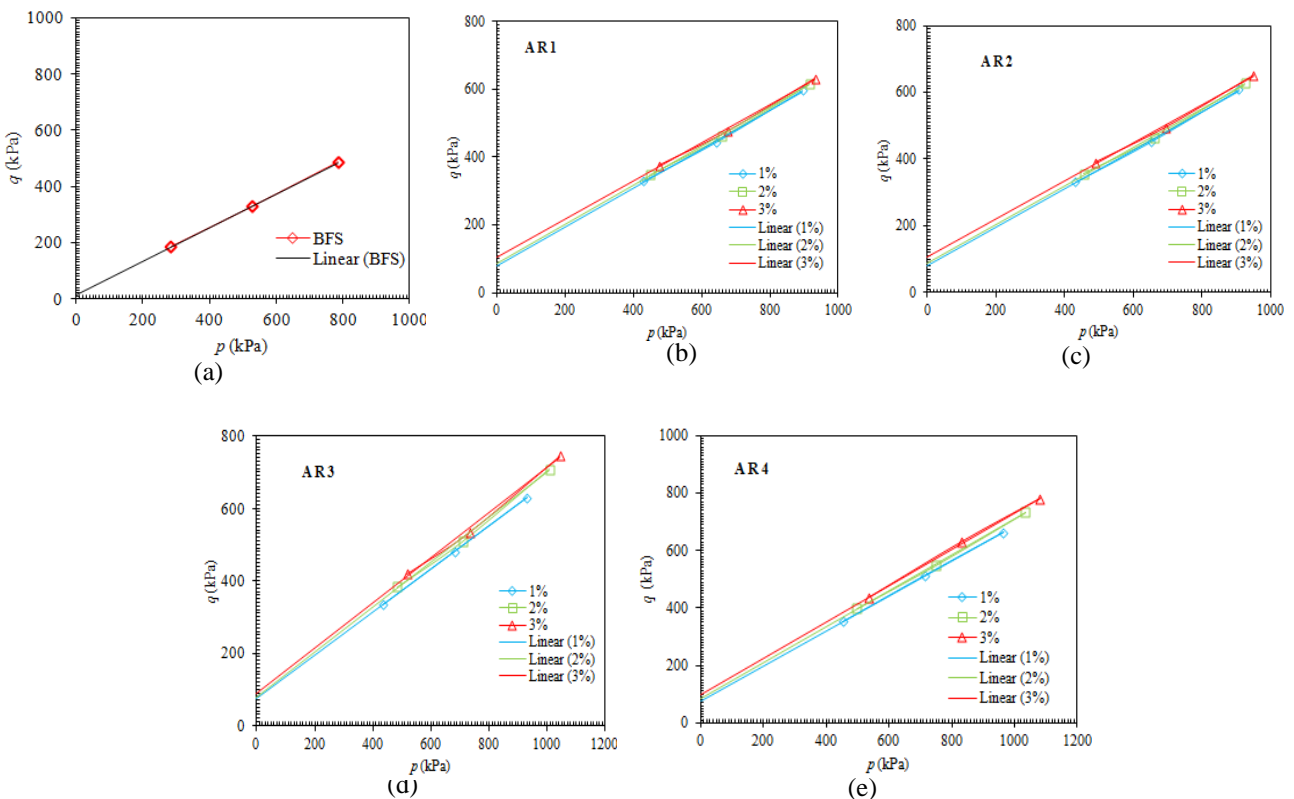 1000
800
600
400
200
0
q (kPa)
BFS
Linear (BFS)
0 200 400 600 800 1000
p (kPa)
(a)
AR1
800
600
400
200
0
q (kPa)
1%
2%
3%
Linear (1%)
Linear (2%)
Linear (3%)
0 200 400 600 800 1000
p (kPa)
(b)
AR2
800
600
400
200
0
q (kPa)
1%
2%
3%
Linear (1%)
Linear (2%)
Linear (3%)
0 200 400 600 800 1000
p (kPa)
(c)
AR3
800
600
400
200
0
q (kPa)
1%
2%
3%
Linear (1%)
Linear (2%)
Linear (3%)
0 200 400 600 800 1000 1200
p (kPa)
(d)
AR4
1000
800
600
400
200
0
q (kPa)
1%
2%
3%
Linear (1%)
Linear (2%)
Linear (3%)
0 200 400 600 800 1000 1200
p (kPa)
(e)